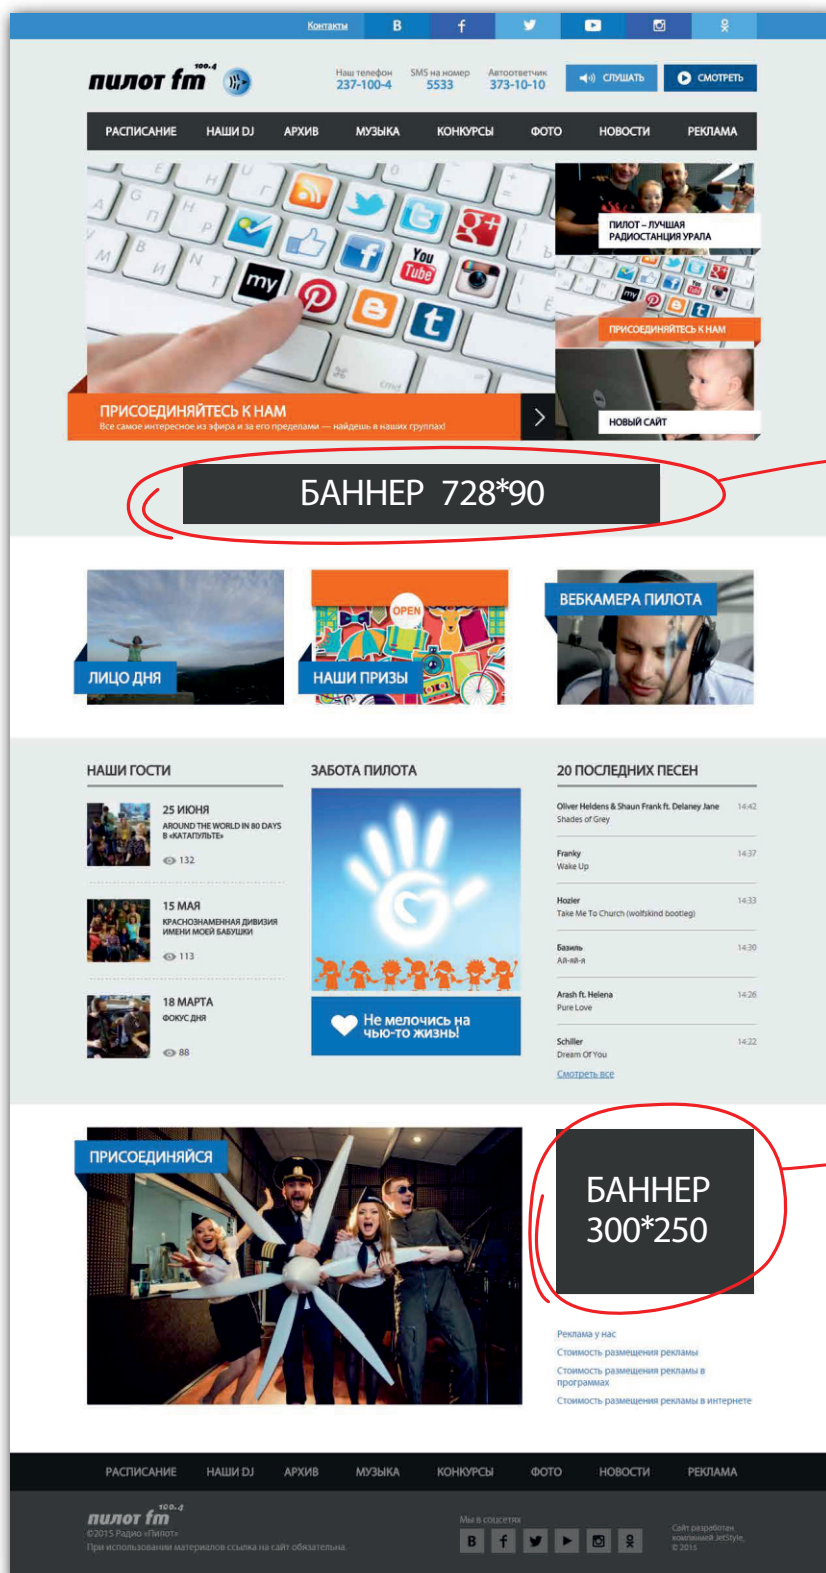 Контакты
100.4
пилот fm
Наш телефон
237-100-4
SMS на номер
5533
Автоответчик
373-10-10
СЛУШАТЬ
СМОТРЕТЬ
РАСПИСАНИЕ НАШИ DJ АРХИВ МУЗЫКА КОНКУРСЫ ФОТО НОВОСТИ РЕКЛАМА
You
Tube
my
ПРИСОЕДИНЯЙТЕСЬ К НАМ
Все самое интересное из эфира и за его пределами — найдешь в наших группах!
ПИЛОТ – ЛУЧШАЯ
РАДИОСТАНЦИЯ УРАЛА
ПРИСОЕДИНЯЙТЕСЬ К НАМ
НОВЫЙ САЙТ
БАННЕР 728*90
ЛИЦО ДНЯ
OPEN
НАШИ ПРИЗЫ
ВЕБКАМЕРА ПИЛОТА
НАШИ ГОСТИ
25 ИЮНЯ
AROUND THE WORLD IN 80 DAYS
В «КАТАПУЛЬТЕ»
132
15 МАЯ
КРАСНОЗНАМЕННАЯ ДИВИЗИЯ
ИМЕНИ МОЕЙ БАБУШКИ
113
18 МАРТА
ФОКУС ДНЯ
88
ЗАБОТА ПИЛОТА
Не мелочись на
чью-то жизнь!
20 ПОСЛЕДНИХ ПЕСЕН
Oliver Heldens & Shaun Frank ft. Delaney Jane 14:42
Shades of Grey
Franky 14:37
Wake Up
Hozier 14:33
Take Me To Church (wolfskind bootleg)
Базиль 14:30
Ай-яй-я
Arash ft. Helena 14:26
Pure Love
Schiller 14:22
Dream Of You
Смотреть все
ПРИСОЕДИНЯЙСЯ
БАННЕР
300*250
Реклама у нас
Стоимость размещения рекламы
Стоимость размещения рекламы в
программах
Стоимость размещения рекламы в интернете
РАСПИСАНИЕ НАШИ DJ АРХИВ МУЗЫКА КОНКУРСЫ ФОТО НОВОСТИ РЕКЛАМА
100.4
пилот fm
©2015 Радио «Пилот»
При использовании материалов ссылка на сайт обязательна.
Мы в соцсетях
Сайт разработан
компанией JetStyle,
© 2015